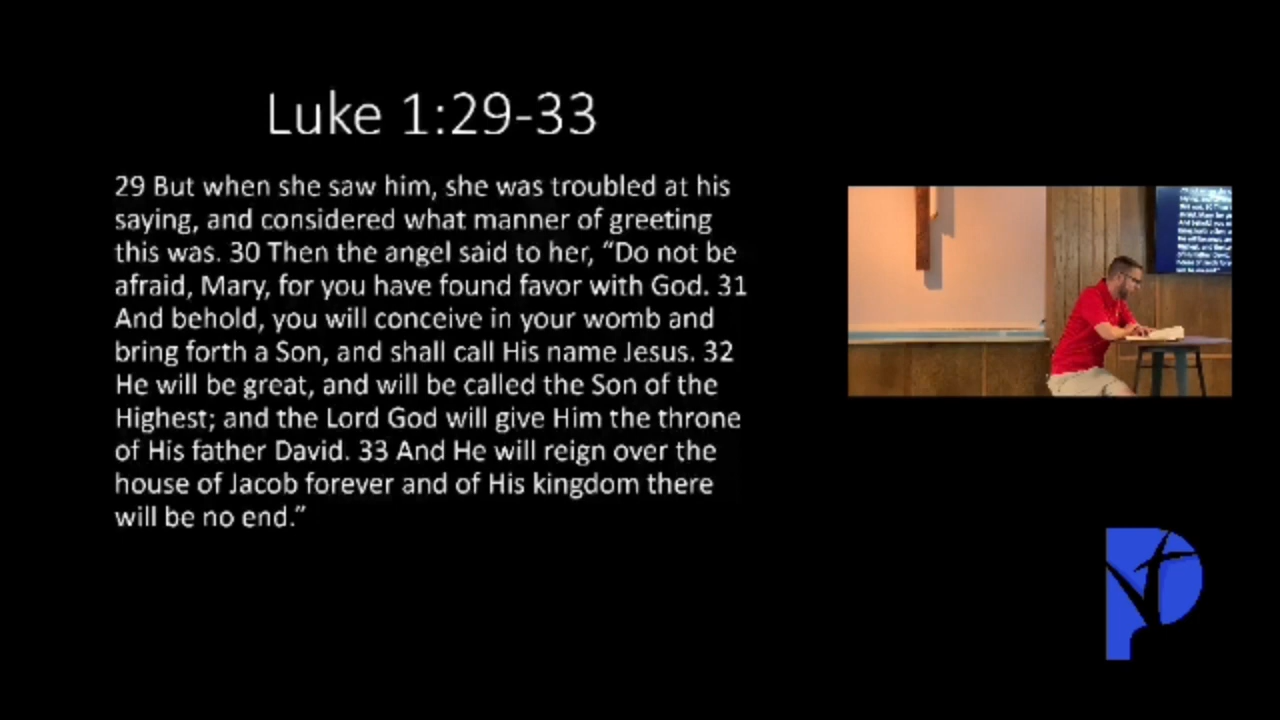 Luke 1:29-33
29 But when she saw him, she was troubled at his
saying, and considered what manner of greeting
this was. 30 Then the angel said to her, “Do not be
afraid, Mary, for you have found favor with God. 31
And behold, you will conceive in your womb and
bring forth a Son, and shall call His name Jesus. 32
He will be great, and will be called the Son of the
Highest; and the Lord God will give Him the throne
of His father David. 33 And He will reign over the
house of Jacob forever and of His kingdom there
will be no end.”